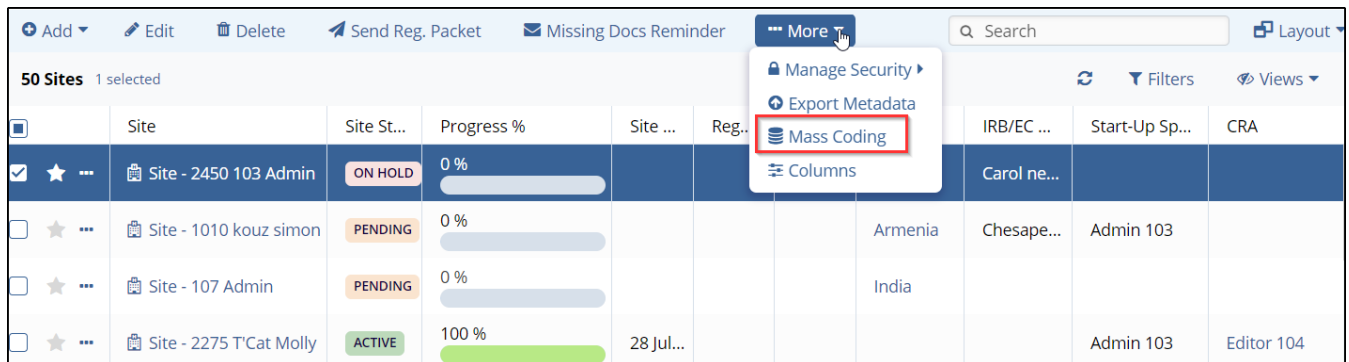 Add Edit Delete Send Reg. Packet Missing Docs Reminder More Search Layout
50 Sites 1 selected Manage Security Filters Views
Export Metadata
Site Site St... Progress % Site ... Reg.. IRB/EC ... Start-Up Sp... CRA
Mass Coding
Columns
Site - 2450 103 Admin ON HOLD 0 % Carol ne...
Site - 1010 kouz simon PENDING 0 % Armenia Chesape... Admin 103
Site - 107 Admin PENDING 0 % India
Site - 2275 T'Cat Molly ACTIVE 100 % 28 Jul... Admin 103 Editor 104